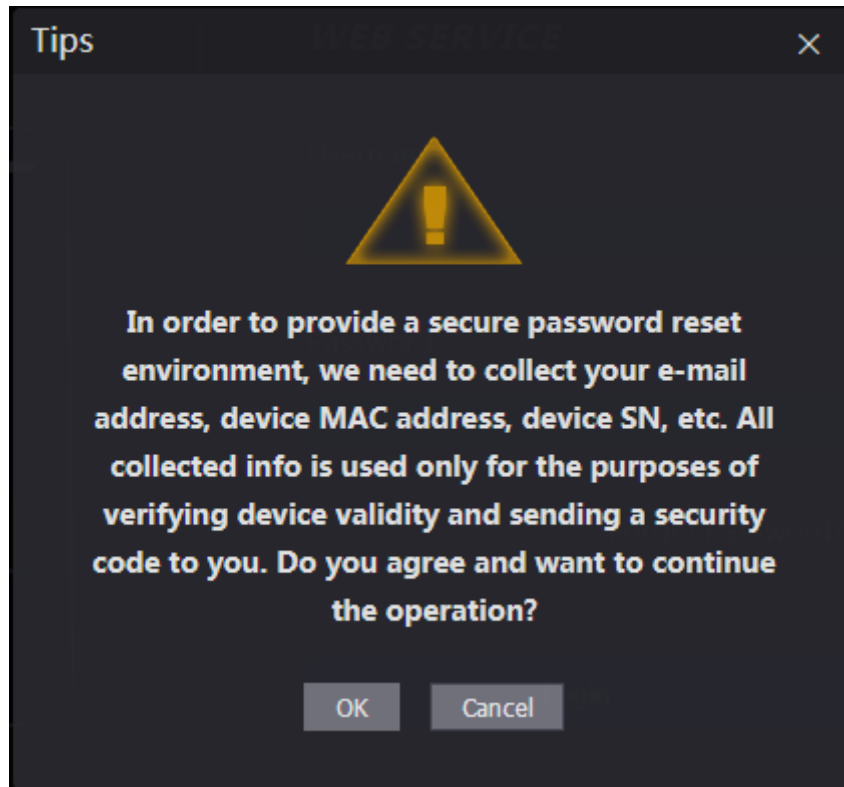 Tips
WEB SERVICE
In order to provide a secure password reset
environment, we need to collect your e-mail
address, device MAC address, device SN, etc. All
collected info is used only for the purposes of
verifying device validity and sending a security
code to you. Do you agree and want to continue
the operation?
OK
Cancel